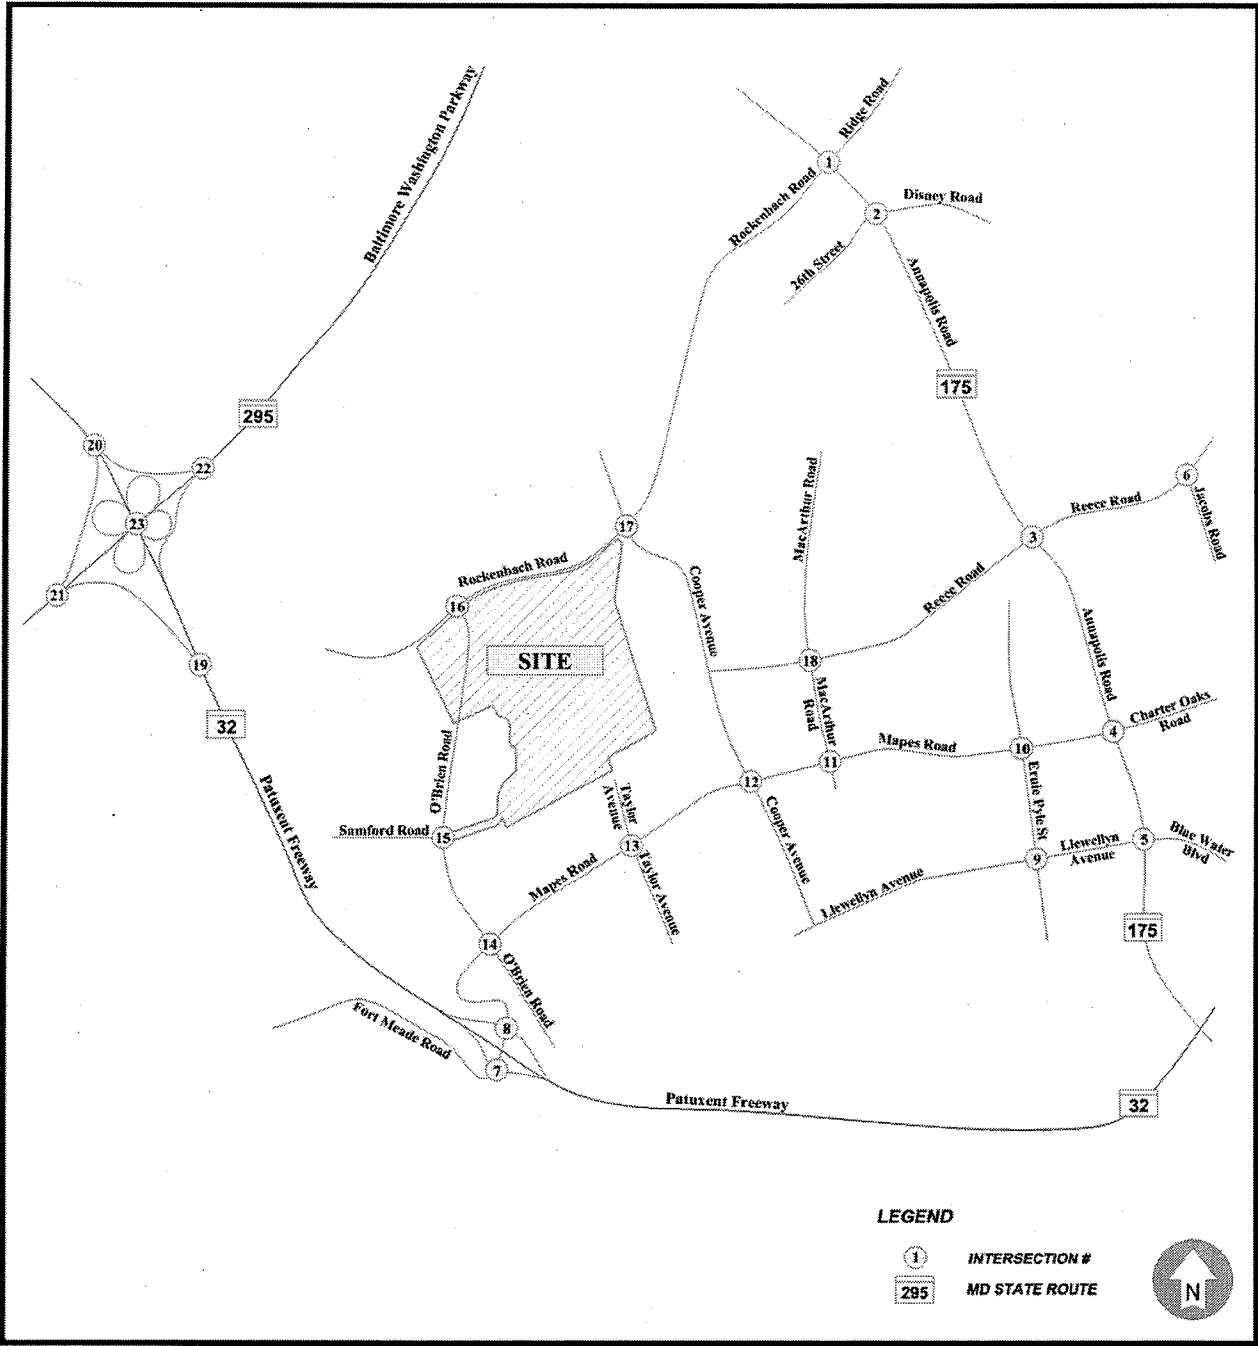 Baltimore Washington Parkway
Ridge Road
1
Rockenbach Road
2
Disney Road
26th Street
Annapolis Road
175
295
20
22
23
21
19
32
17
MacArthur Road
6
Jacobs Road
Reece Road
3
Rockenbach Road
16
Cooper Avenue
Reece Road
SITE
18
MacArthur
Road
Annapolis Road
Charter Oaks
Road
4
O'Brien Road
Mapes Road
10
11
12
Patuxent Freeway
Samford Road
15
Taylor
Avenue
13
Taylor Avenue
Cooper Avenue
Ernie Pyle St
Llewellyn
Avenue
5
Blue Water
Blvd
9
Mapes Road
Llewellyn Avenue
14
O'Brien Road
175
Fort Meade Road
8
7
Patuxent Freeway
32
LEGEND
1
INTERSECTION #
295
MD STATE ROUTE
N